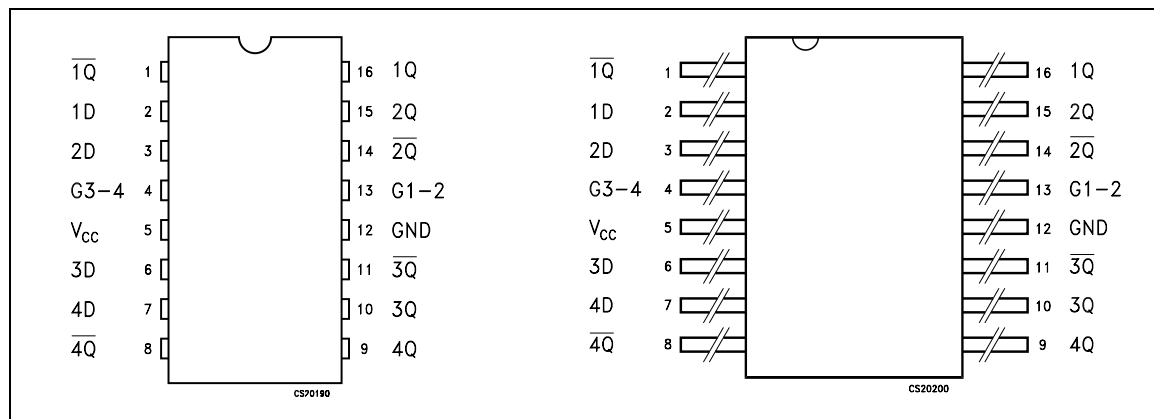 1Q̅ 1 16 1Q
1D 2 15 2Q
2D 3 14 2Q̅
G3-4 4 13 G1-2
VCC 5 12 GND
3D 6 11 3Q̅
4D 7 10 3Q
4Q̅ 8 9 4Q
CS20190
1Q̅ 1 16 1Q
1D 2 15 2Q
2D 3 14 2Q̅
G3-4 4 13 G1-2
VCC 5 12 GND
3D 6 11 3Q̅
4D 7 10 3Q
4Q̅ 8 9 4Q
CS20200